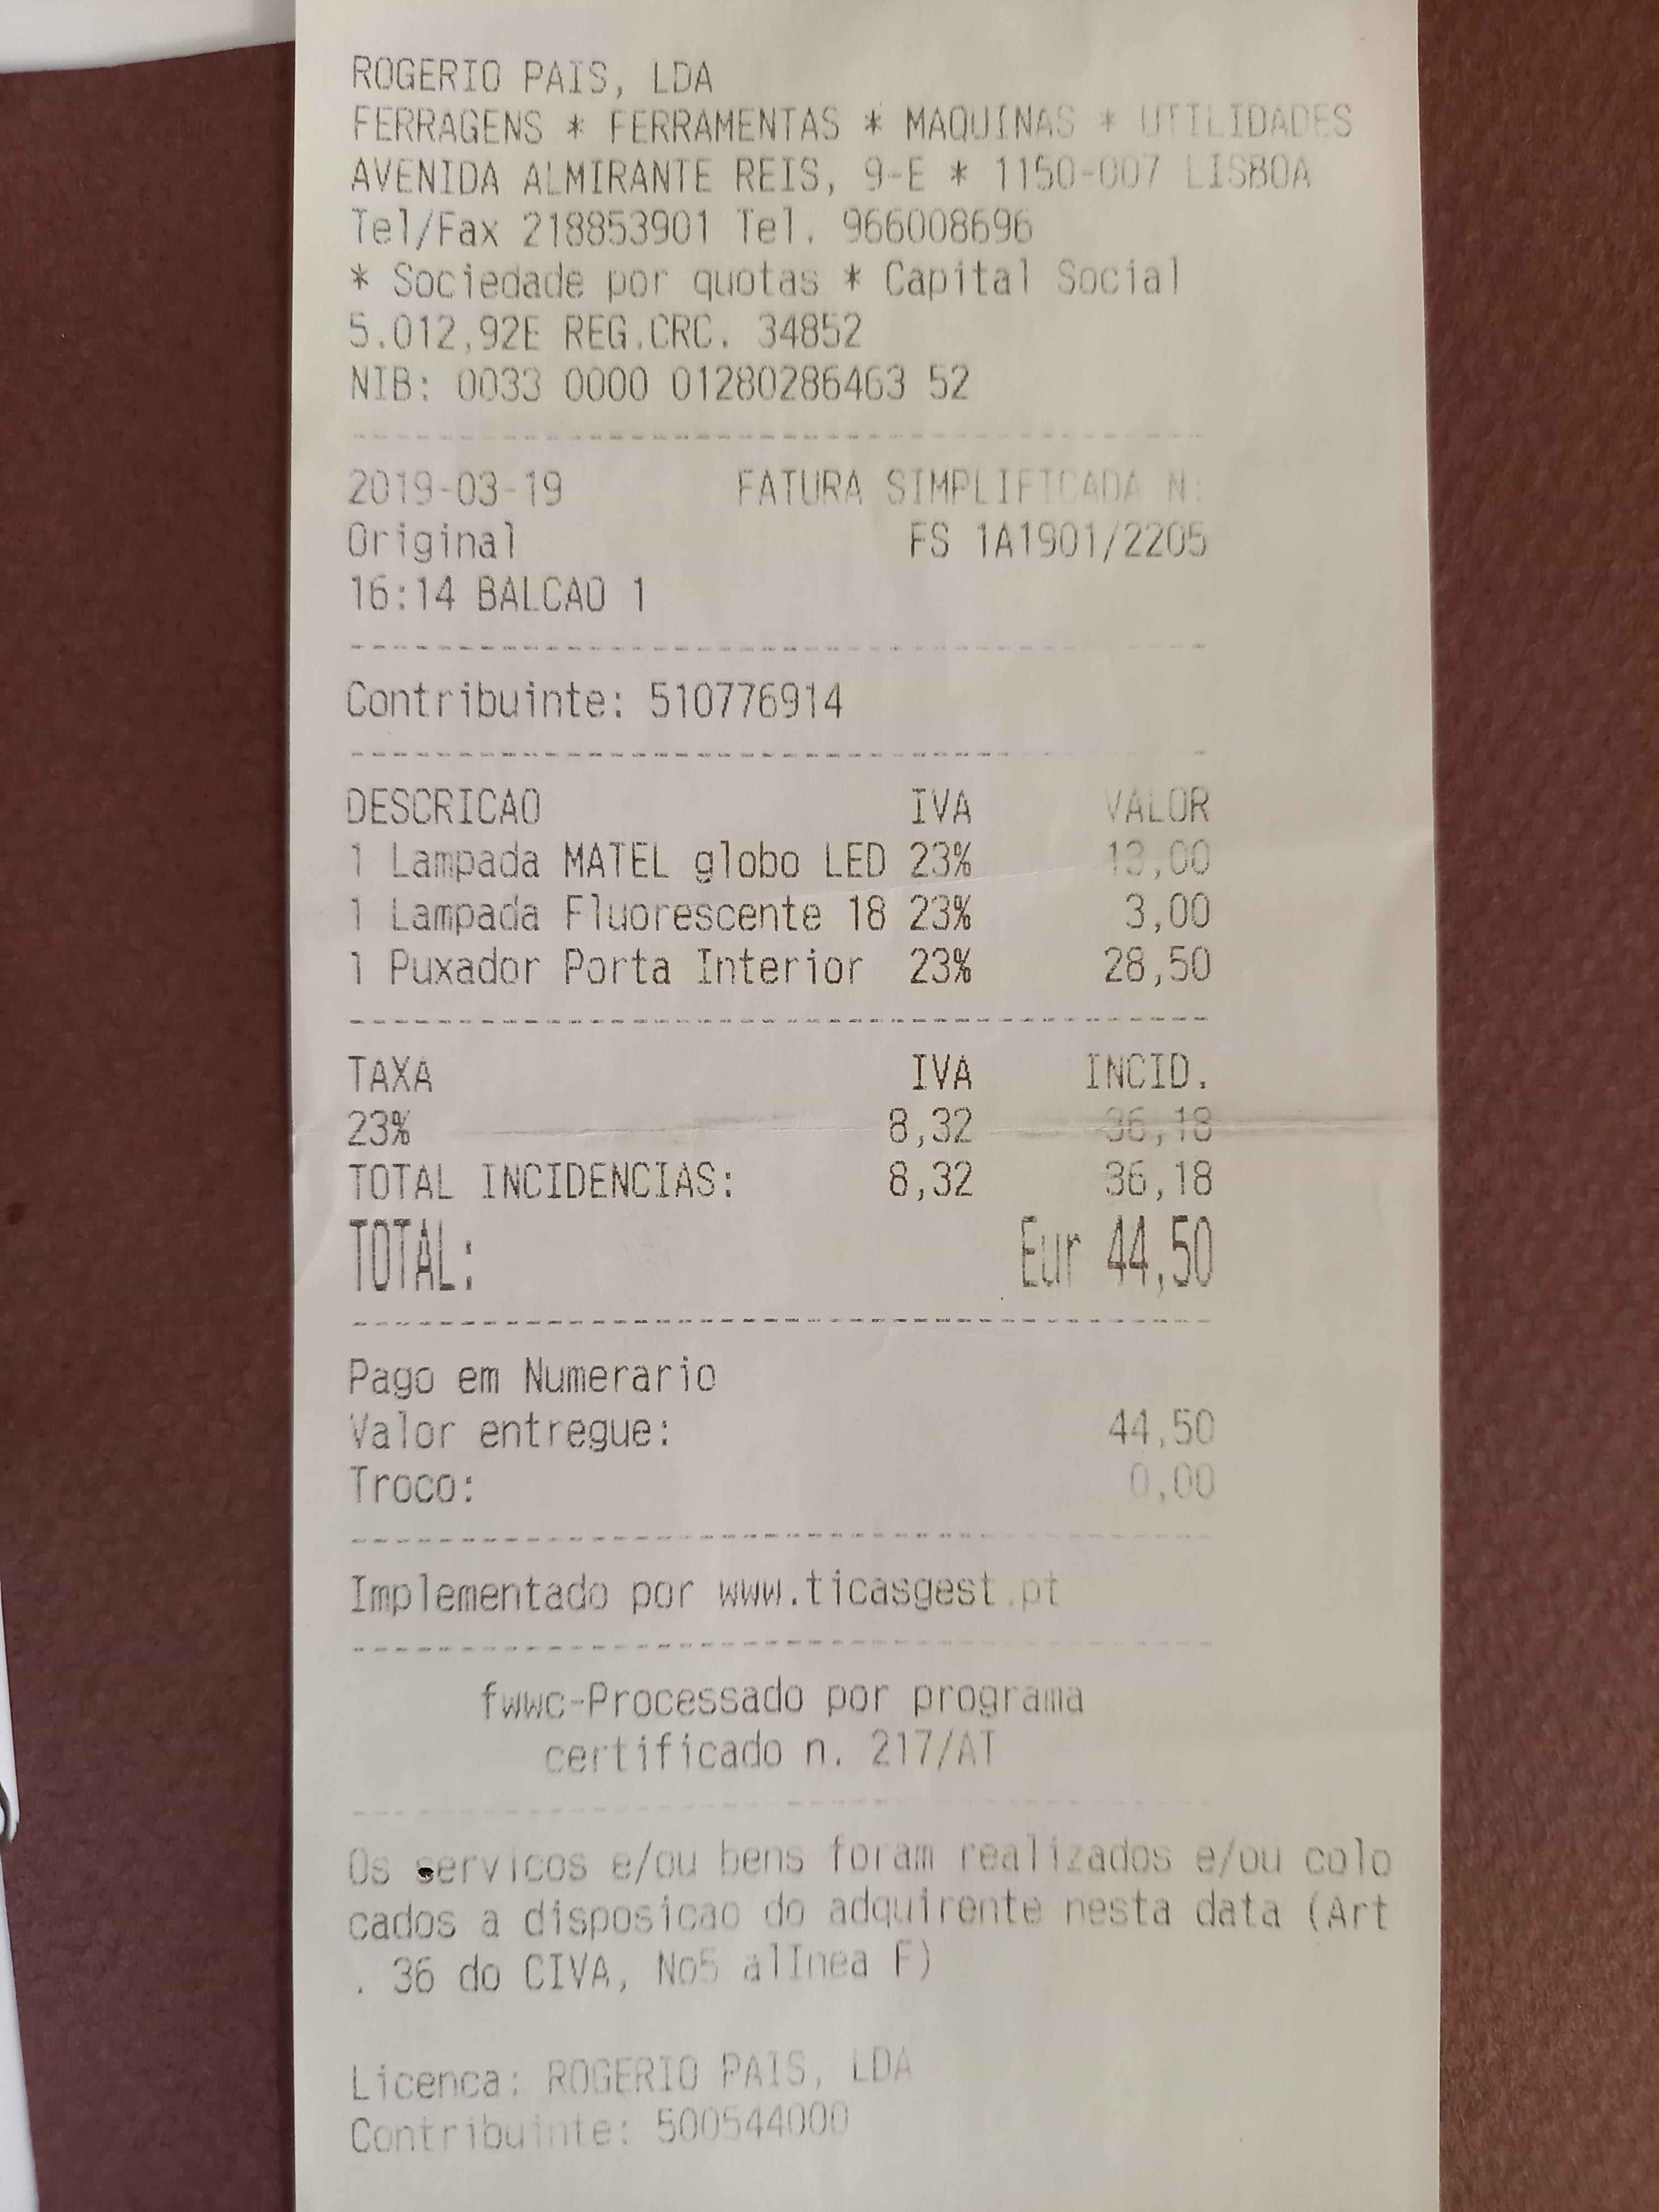 ROGERIO PAIS, LDA
FERRAGENS * FERRAMENTAS * MAQUINAS * UTILIDADES
AVENIDA ALMIRANTE REIS, 9-E * 1150-007 LISBOA
Tel/Fax 218853901 Tel. 966008696
* Sociedade por quotas * Capital Social
5.012,92E REG.CRC. 34852
NIB: 0033 0000 01280286463 52
2019-03-19 FATURA SIMPLIFICADA N:
Original FS 1A1901/2205
16:14 BALCAO 1
Contribuinte: 510776914
DESCRICAO IVA VALOR
1 Lampada MATEL globo LED 23% 13,00
1 Lampada Fluorescente 18 23% 3,00
1 Puxador Porta Interior 23% 28,50
TAXA IVA INCID.
23% 8,32 36,18
TOTAL INCIDENCIAS: 8,32 36,18
TOTAL: Eur 44,50
Pago em Numerario
Valor entregue: 44,50
Troco: 0,00
Implementado por www.ticasgest.pt
fwwc-Processado por programa
certificado n. 217/AT
Os servicos e/ou bens foram realizados e/ou colo
cados a disposicao do adquirente nesta data (Art
. 36 do CIVA, No5 alInea F)
Licenca: ROGERIO PAIS, LDA
Contribuinte: 500544000